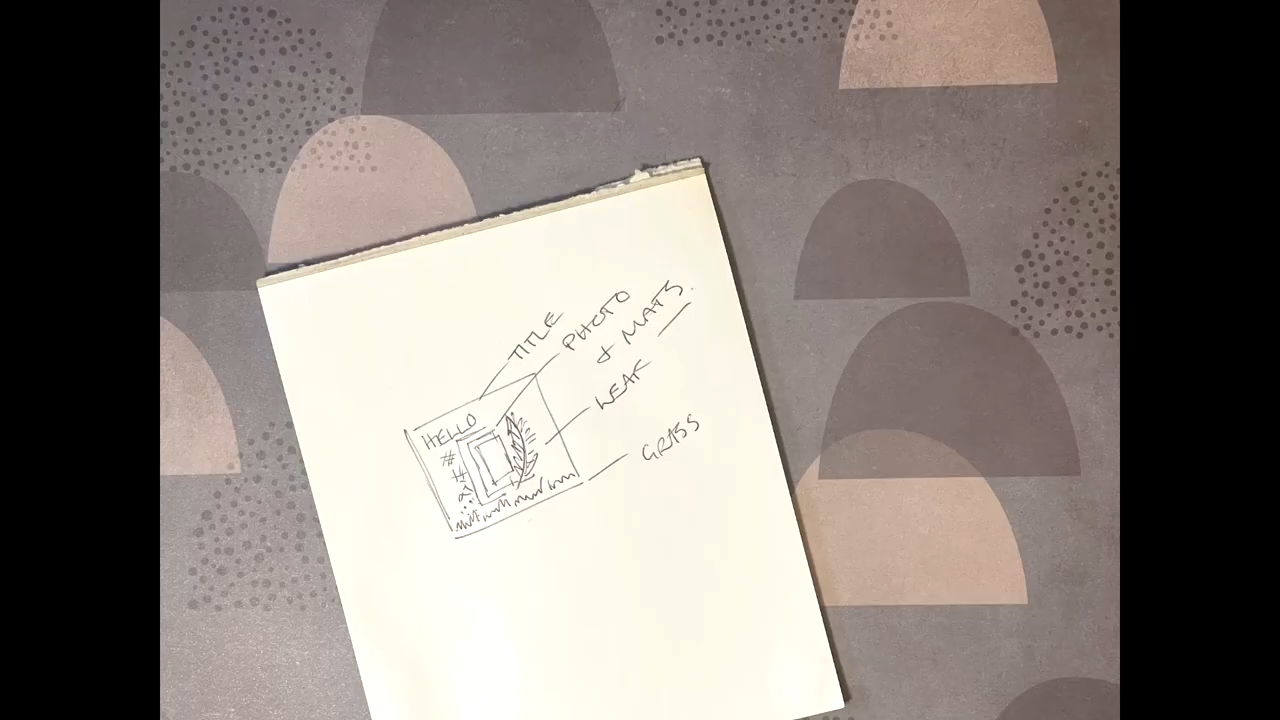 TITLE
PHOTO
& MATS.
LEAF
GRASS
HELLO
#
#